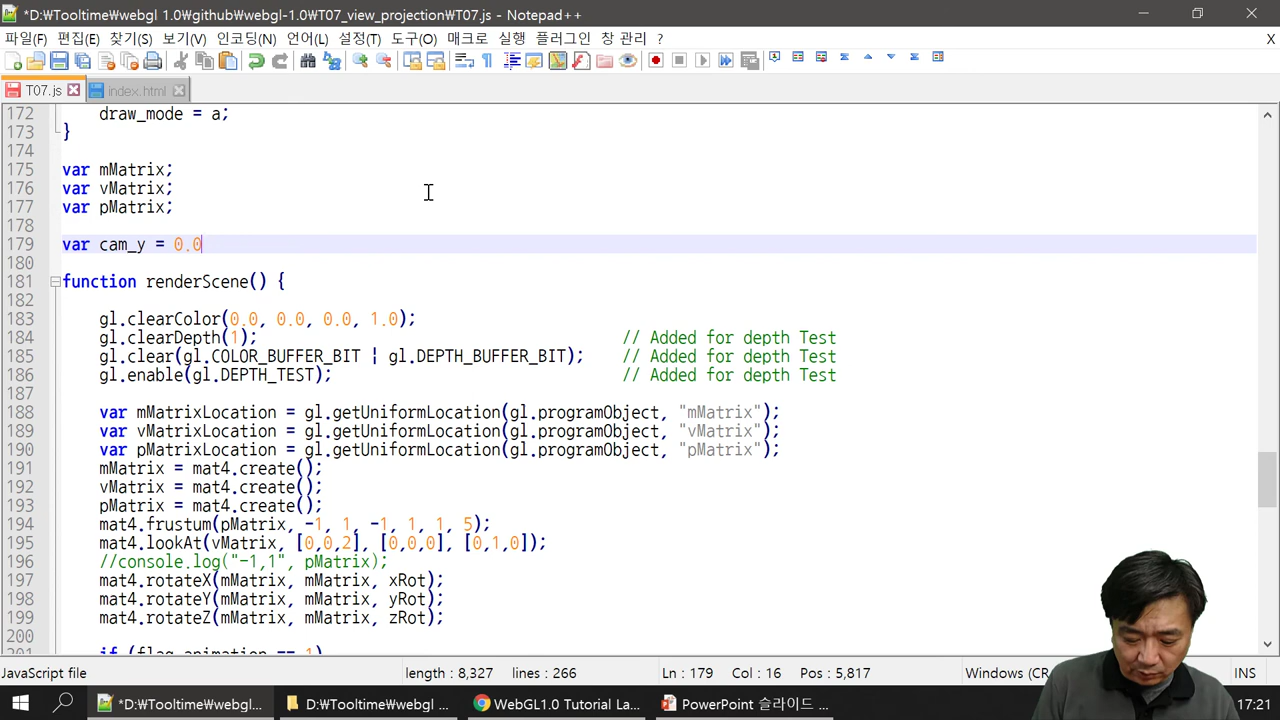 *D:₩Tooltime₩webgl 1.0₩github₩webgl-1.0₩T07_view_projection₩T07.js - Notepad++
파일(F) 편집(E) 찾기(S) 보기(V) 인코딩(N) 언어(L) 설정(T) 도구(O) 매크로 실행 플러그인 창 관리 ? X
T07.js index.html
172 draw_mode = a;
173 }
174
175 var mMatrix;
176 var vMatrix;
177 var pMatrix;
178
179 var cam_y = 0.0
180
181 function renderScene() {
182
183 gl.clearColor(0.0, 0.0, 0.0, 1.0);
184 gl.clearDepth(1); // Added for depth Test
185 gl.clear(gl.COLOR_BUFFER_BIT | gl.DEPTH_BUFFER_BIT); // Added for depth Test
186 gl.enable(gl.DEPTH_TEST); // Added for depth Test
187
188 var mMatrixLocation = gl.getUniformLocation(gl.programObject, "mMatrix");
189 var vMatrixLocation = gl.getUniformLocation(gl.programObject, "vMatrix");
190 var pMatrixLocation = gl.getUniformLocation(gl.programObject, "pMatrix");
191 mMatrix = mat4.create();
192 vMatrix = mat4.create();
193 pMatrix = mat4.create();
194 mat4.frustum(pMatrix, -1, 1, -1, 1, 1, 5);
195 mat4.lookAt(vMatrix, [0,0,2], [0,0,0], [0,1,0]);
196 //console.log("-1,1", pMatrix);
197 mat4.rotateX(mMatrix, mMatrix, xRot);
198 mat4.rotateY(mMatrix, mMatrix, yRot);
199 mat4.rotateZ(mMatrix, mMatrix, zRot);
200
201 if (flag_animation == 1)
JavaScript file length : 8,327 lines : 266 Ln : 179 Col : 16 Pos : 5,817 Windows (CR INS
*D:₩Tooltime₩webgl... D:₩Tooltime₩webgl ... WebGL1.0 Tutorial La... PowerPoint 슬라이드 ... 17:21